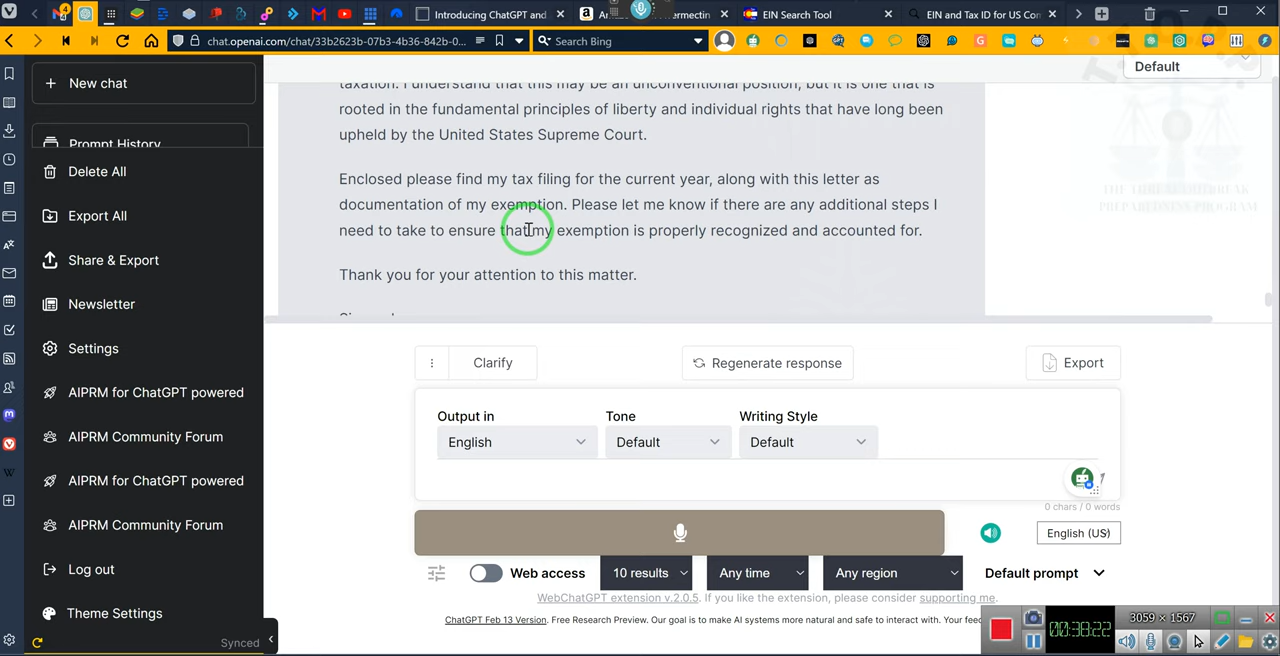 4
Introducing ChatGPT and
a
ermectin
EIN Search Tool
EIN and Tax ID for US Con
chat.openai.com/chat/33b2623b-07b3-4b36-842b-0...
Search Bing
New chat
Default
taxation. I understand that this may be an unconventional position, but it is one that is
rooted in the fundamental principles of liberty and individual rights that have long been
upheld by the United States Supreme Court.
Prompt History
Delete All
Enclosed please find my tax filing for the current year, along with this letter as
documentation of my exemption. Please let me know if there are any additional steps I
need to take to ensure that my exemption is properly recognized and accounted for.
THE THREAT OUTBREAK
PREPAREDNESS PROGRAM
Export All
Share & Export
Thank you for your attention to this matter.
Newsletter
Settings
Clarify
Regenerate response
Export
AIPRM for ChatGPT powered
Output in
Tone
Writing Style
English
Default
Default
AIPRM Community Forum
AIPRM for ChatGPT powered
0 chars / 0 words
AIPRM Community Forum
English (US)
Log out
Web access
10 results
Any time
Any region
Default prompt
WebChatGPT extension v.2.0.5. If you like the extension, please consider supporting me.
Theme Settings
ChatGPT Feb 13 Version. Free Research Preview. Our goal is to make AI systems more natural and safe to interact with. Your feed
3059 × 1567
00:38:22
Synced